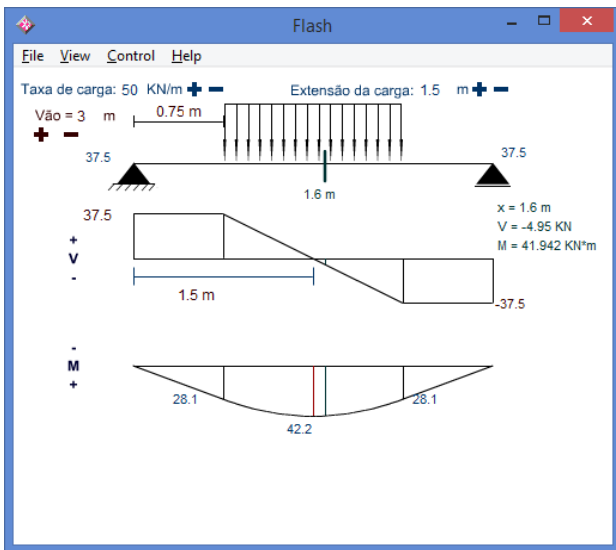 Flash
File View Control Help
Taxa de carga: 50 KN/m + - Extensão da carga: 1.5 m + -
Vão = 3 m
+ -
0.75 m
37.5
37.5
1.6 m
x = 1.6 m
V = -4.95 KN
M = 41.942 KN*m
37.5
+
V
-
1.5 m
-37.5
-
M
+
28.1
28.1
42.2